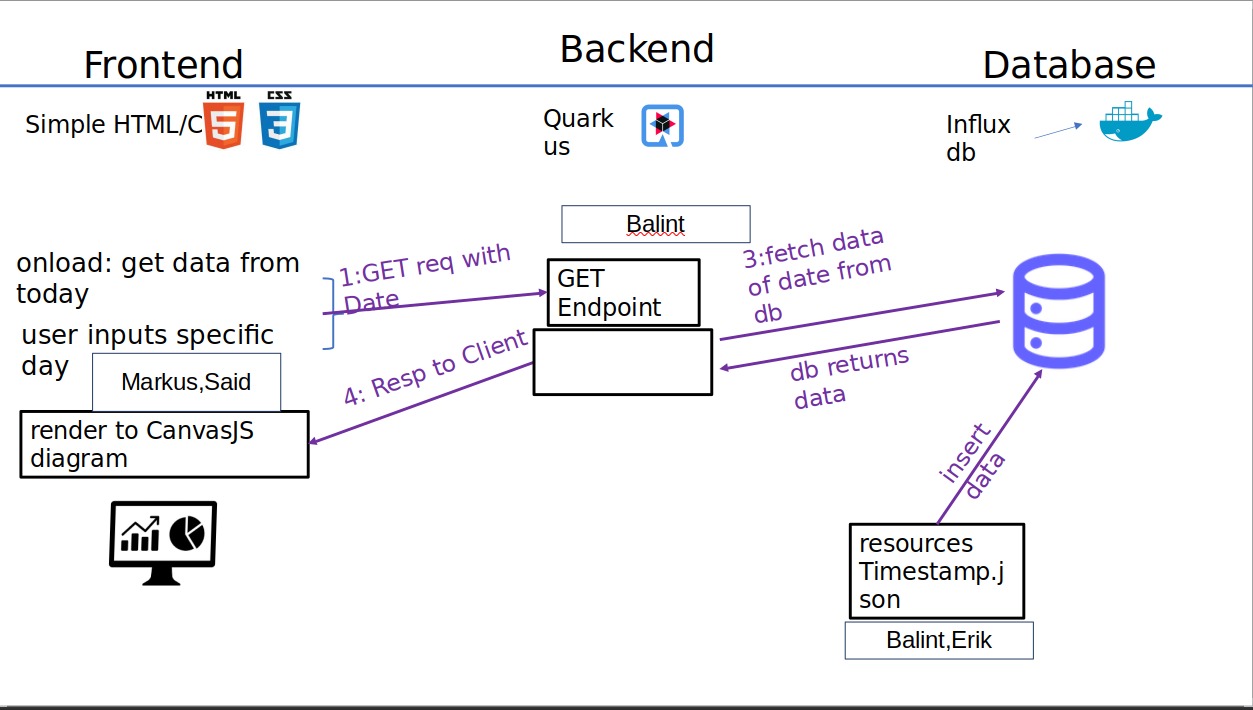 Frontend
Backend
Database
Simple HTML/C
HTML
5
CSS
3
Quark
us
Influx
db
Balint
onload: get data from
today
user inputs specific
day
Markus,Said
render to CanvasJS
diagram
1:GET req with
Date
4: Resp to Client
GET
Endpoint
3:fetch data
of date from
db
db returns
data
insert
data
resources
Timestamp.j
son
Balint,Erik